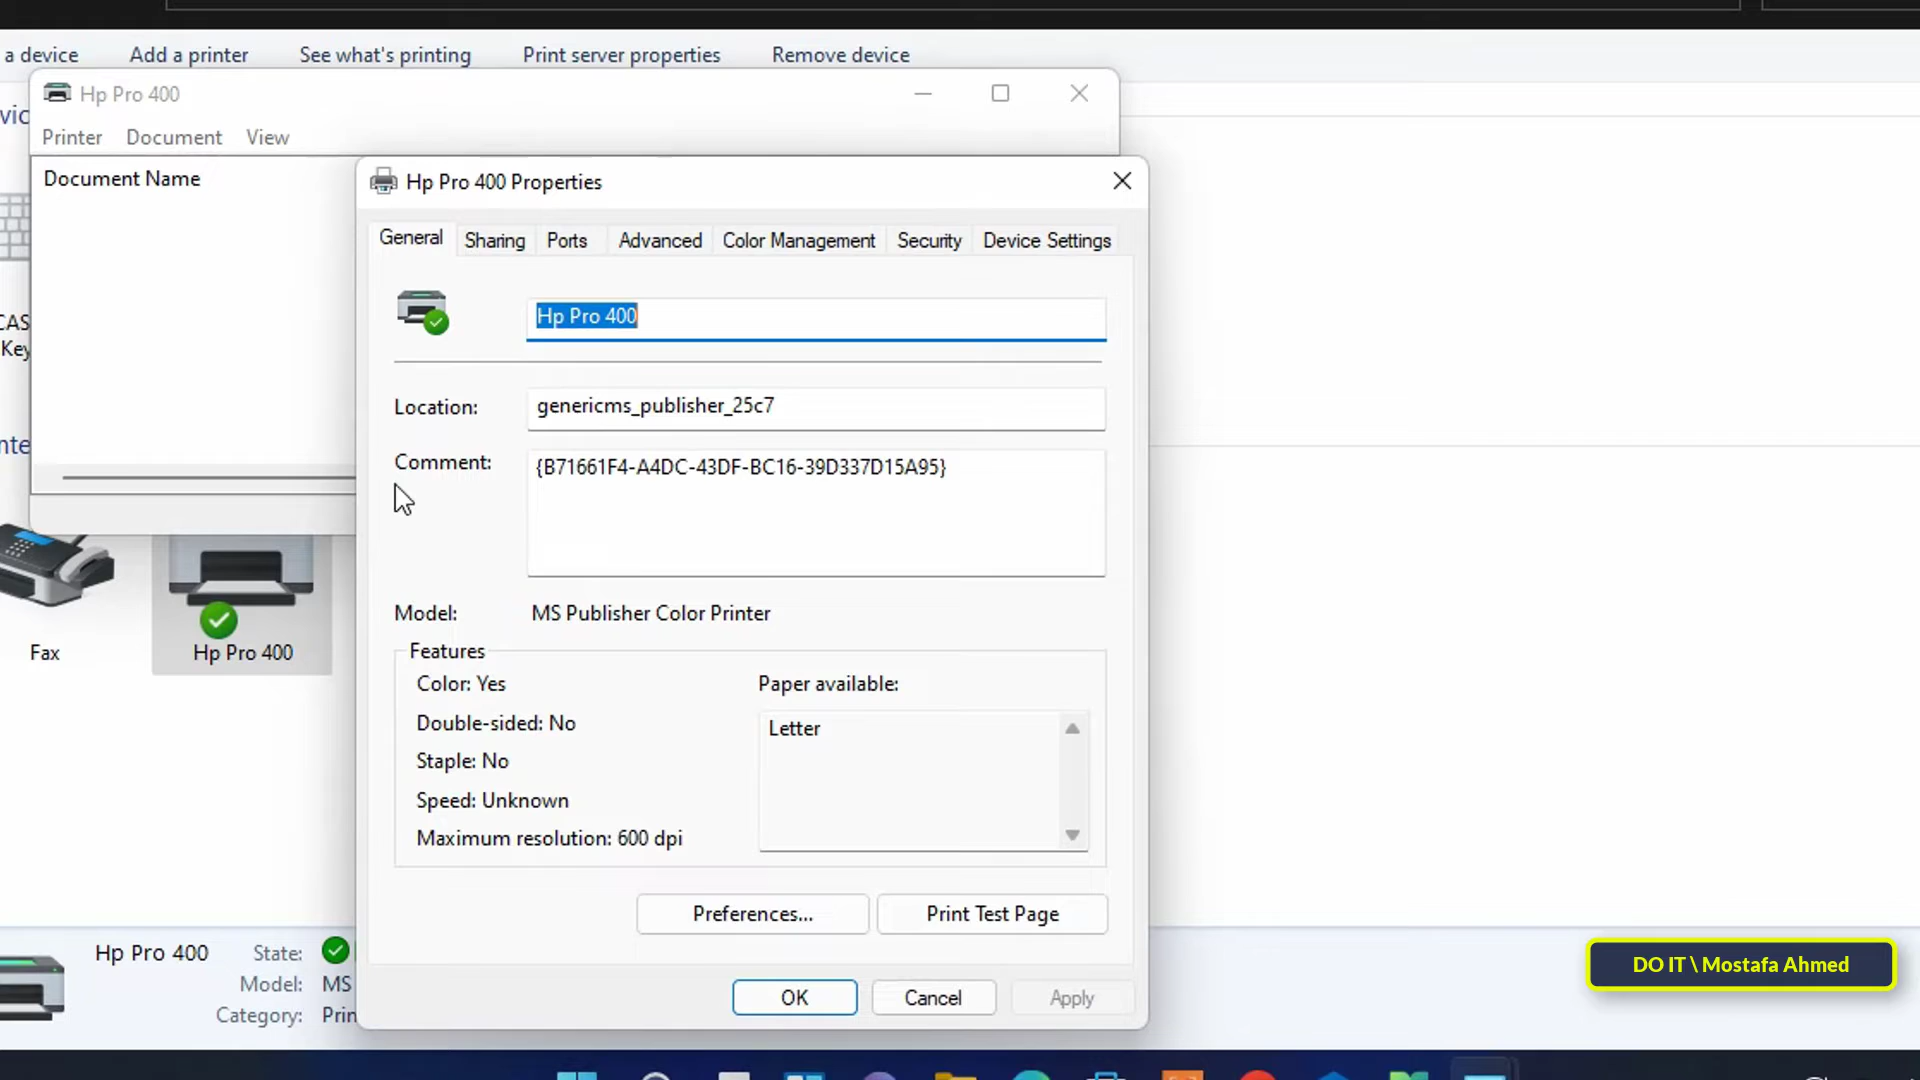 a device Add a printer See what's printing Print server properties Remove device
Hp Pro 400
Printer Document View
Document Name
Hp Pro 400 Properties
General Sharing Ports Advanced Color Management Security Device Settings
Hp Pro 400
Location: genericms_publisher_25c7
Comment: {B71661F4-A4DC-43DF-BC16-39D337D15A95}
Model: MS Publisher Color Printer
Features
Color: Yes
Double-sided: No
Staple: No
Speed: Unknown
Maximum resolution: 600 dpi
Paper available:
Letter
Preferences... Print Test Page
OK Cancel Apply
CAS
Key
Fax
Hp Pro 400
Hp Pro 400 State:
Model: MS
Category: Prin
DO IT \ Mostafa Ahmed